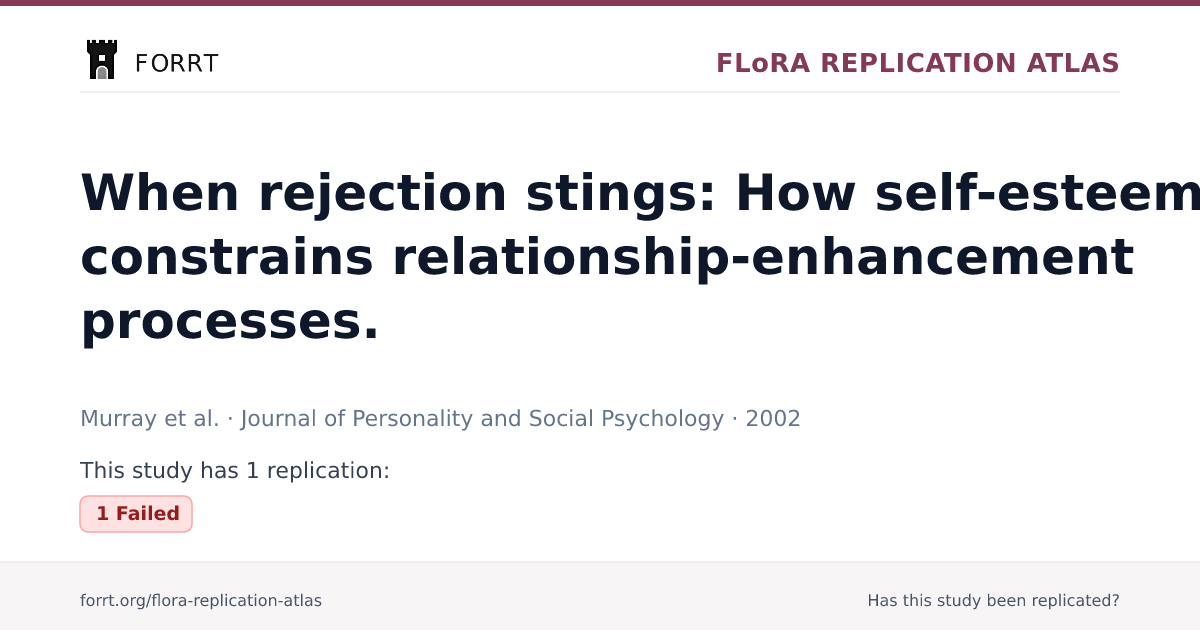 FORRT
FLoRA REPLICATION ATLAS
When rejection stings: How self-esteem
constrains relationship-enhancement
processes.
Murray et al. · Journal of Personality and Social Psychology · 2002
This study has 1 replication:
1 Failed
forrt.org/flora-replication-atlas
Has this study been replicated?